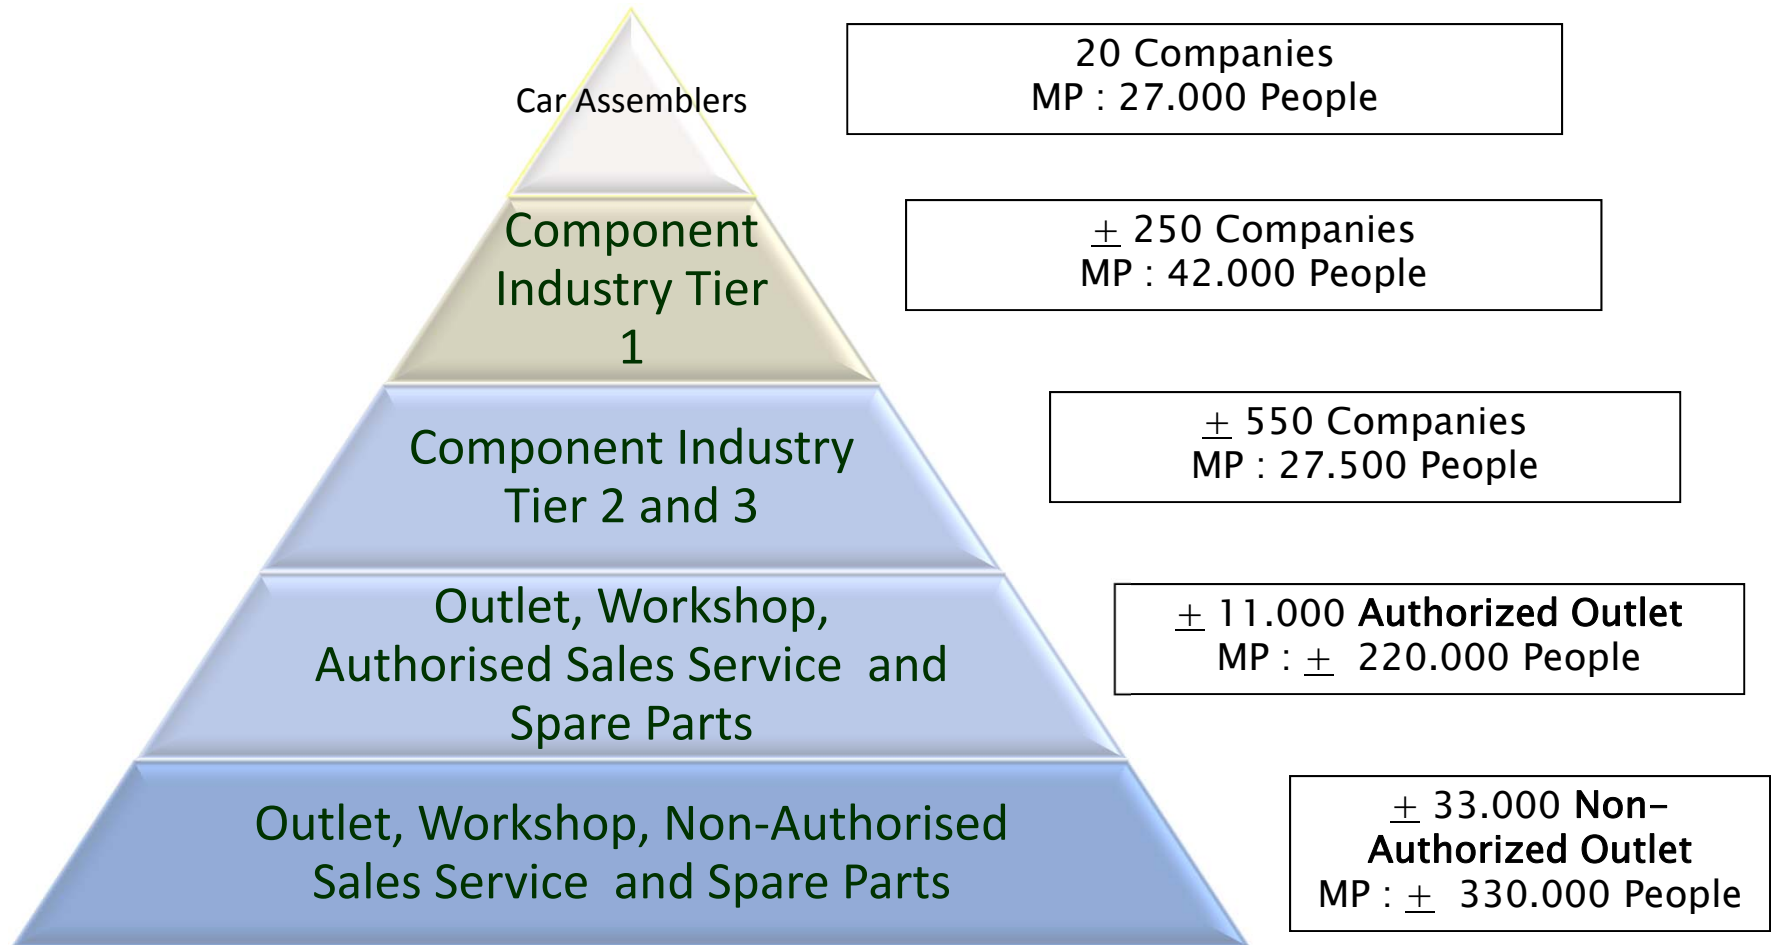 Car Assemblers
20 Companies
MP : 27.000 People
Component
Industry Tier
1
+ 250 Companies
MP : 42.000 People
Component Industry
Tier 2 and 3
+ 550 Companies
MP : 27.500 People
Outlet, Workshop,
Authorised Sales Service and
Spare Parts
+ 11.000 Authorized Outlet
MP : + 220.000 People
Outlet, Workshop, Non-Authorised
Sales Service and Spare Parts
+ 33.000 Non-
Authorized Outlet
MP : + 330.000 People